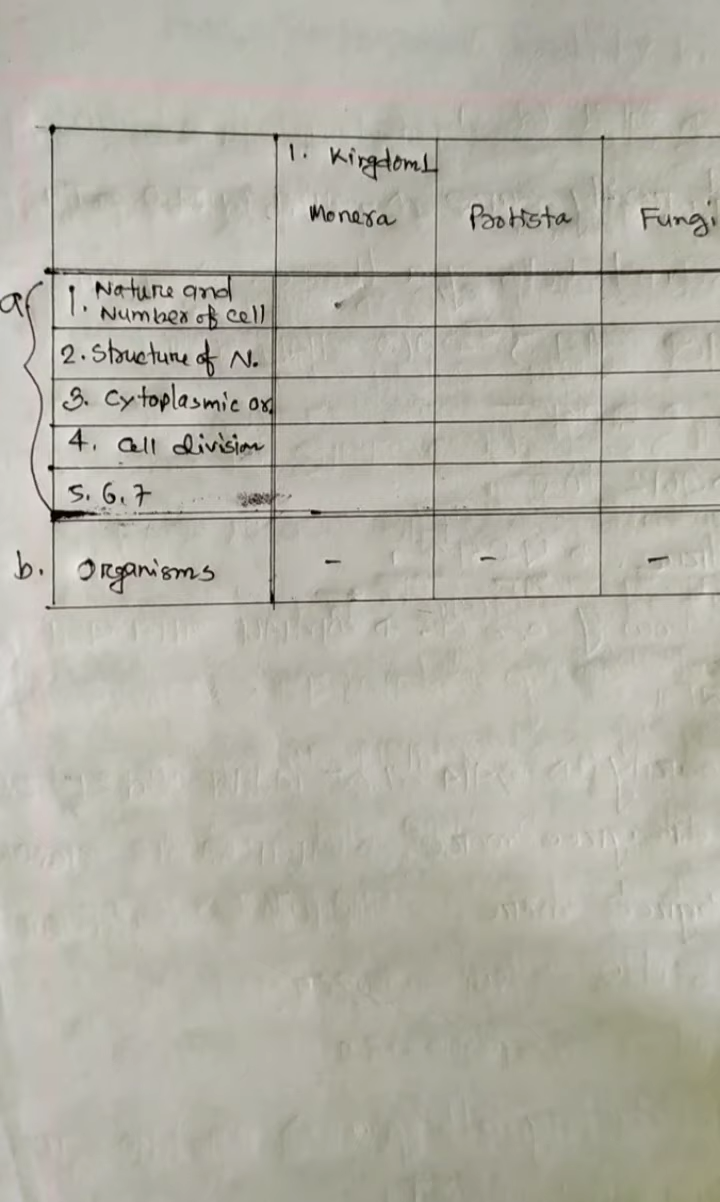 1. Kingdom1
Monera
Protista
Fungi
a
1. Nature and
Number of cell
2. Structure of N.
3. Cytoplasmic or.
4. Cell division
5. 6. 7
b. Organisms - - -